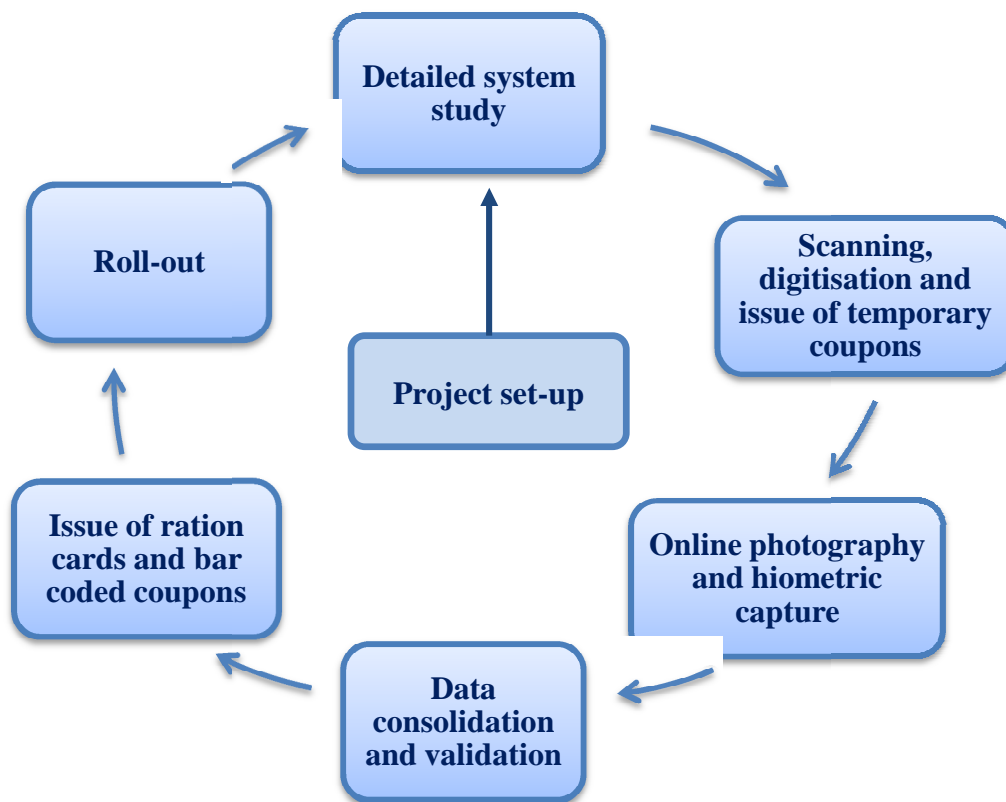 Detailed system
study
Scanning,
digitisation and
issue of temporary
coupons
Online photography
and hiometric
capture
Data
consolidation
and validation
Issue of ration
cards and bar
coded coupons
Roll-out
Project set-up